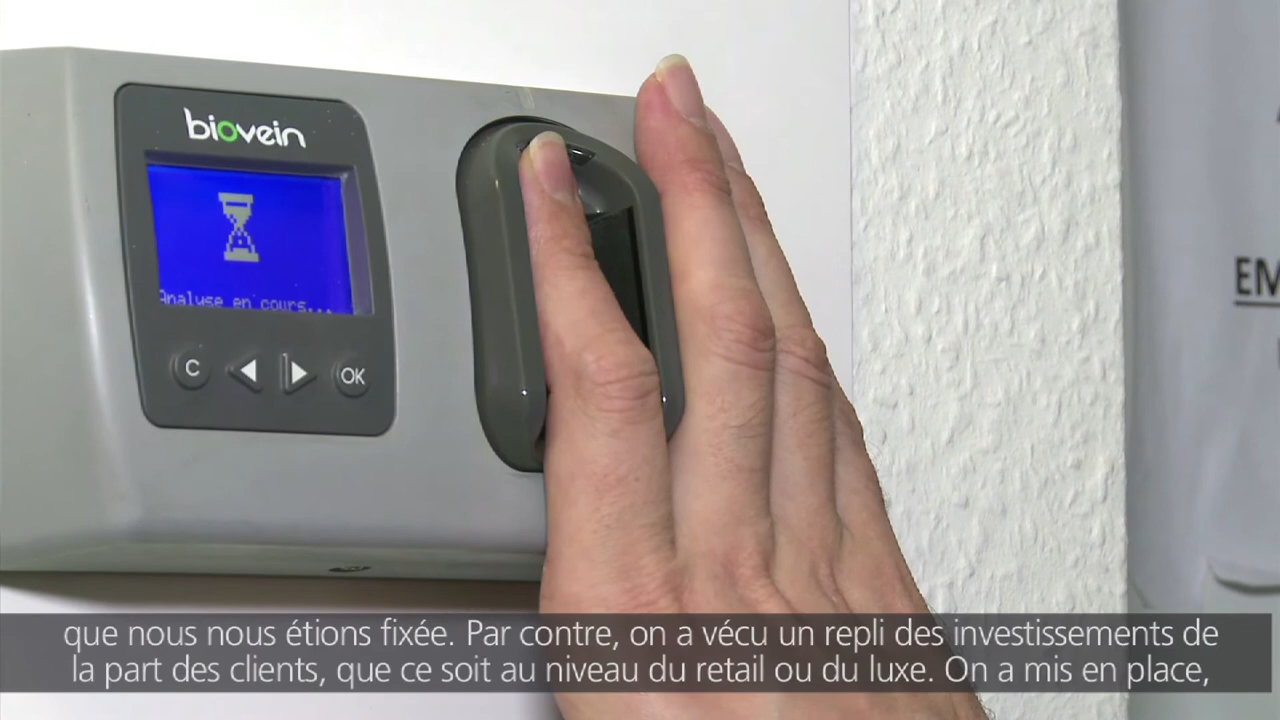 biovein
Analyse en cours...
C
OK
EM
que nous nous étions fixée. Par contre, on a vécu un repli des investissements de
la part des clients, que ce soit au niveau du retail ou du luxe. On a mis en place,